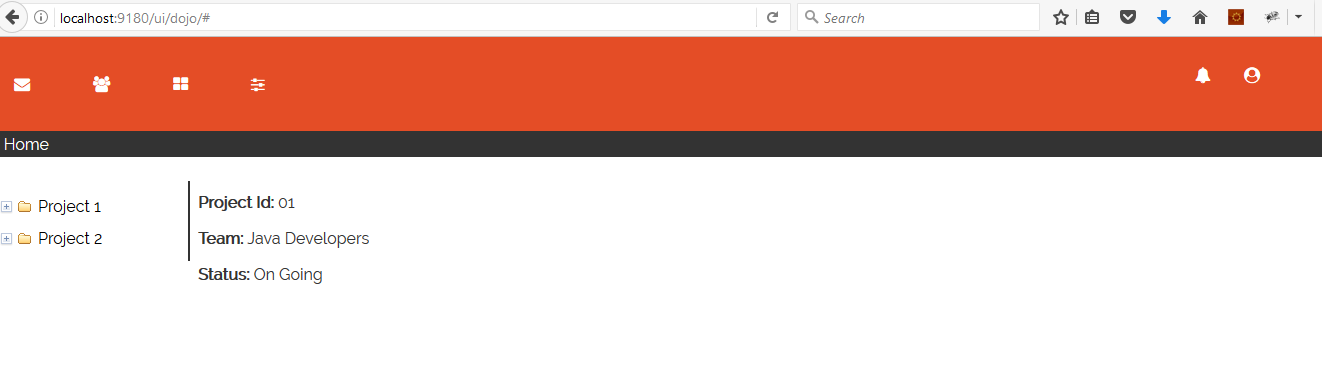 localhost:9180/ui/dojo/#
Search
Home
Project 1
Project 2
Project Id: 01
Team: Java Developers
Status: On Going